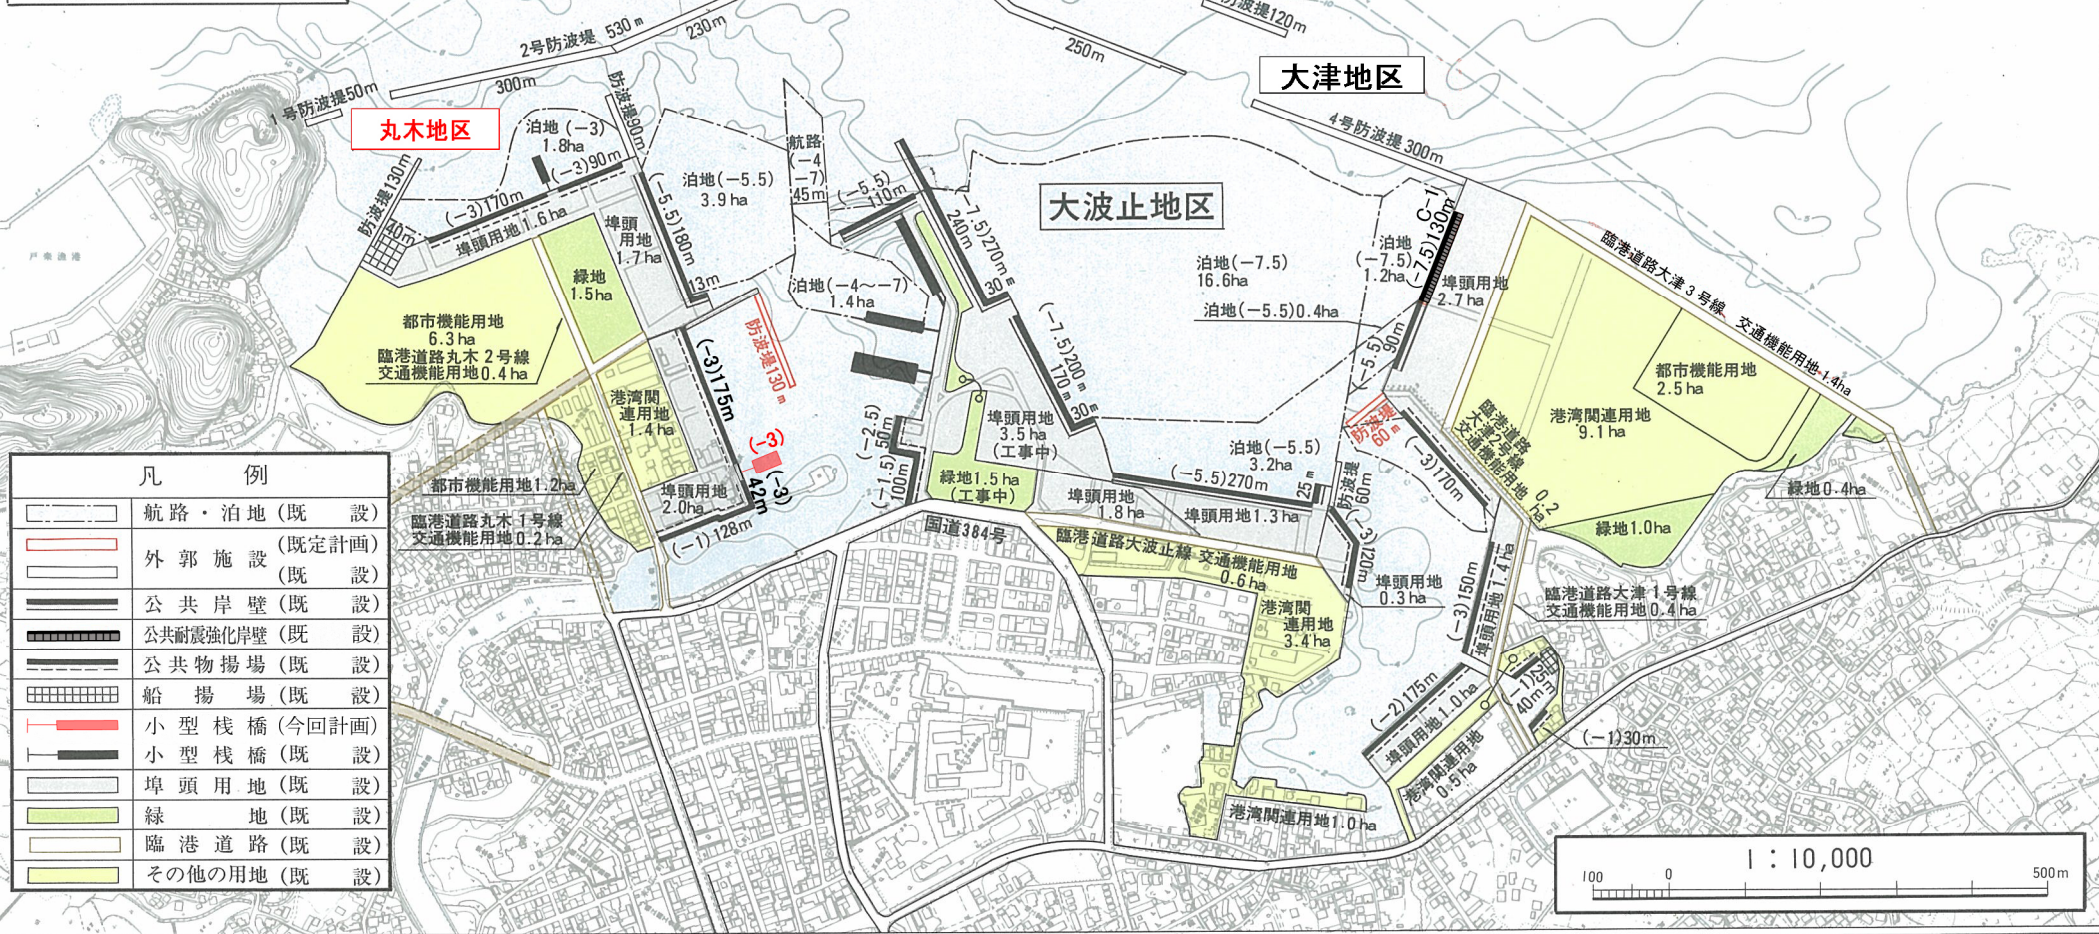 2号防波堤 530m
230m
300m
1号防波提50m
防波提90m
250m
防波提120m
丸木地区
大津地区
大波止地区
4号防波提300m
泊地(-3)
1.8ha
(-3)90m
(-3)170m
防波提130m
40m
埠頭用地1.6ha
埠頭
用地
1.7ha
(-5.5)180m
13m
泊地(-5.5)
3.9ha
航路
(-4
-7)
45m
(-5.5)
110m
(-7.5)270m
240m
30m
泊地(-4〜-7)
1.4ha
緑地
1.5ha
都市機能用地
6.3ha
臨港道路丸木2号線
交通機能用地0.4ha
港湾関
連用地
1.4ha
(-3)175m
防波堤130m
(-3)
(-3)
42m
埠頭用地
2.0ha
(-1)128m
都市機能用地1.2ha
臨港道路丸木1号線
交通機能用地0.2ha
(-2.5)
50m
(-1.5)
100m
埠頭用地
3.5ha
(工事中)
緑地1.5ha
(工事中)
(-7.5)200m
170m
30m
泊地(-7.5)
16.6ha
泊地(-5.5)0.4ha
泊地
(-7.5)
1.2ha
C-1
(-7.5)130m
埠頭用地
2.7ha
(-5.5)
90m
泊地(-5.5)
3.2ha
(-5.5)270m
25m
防波提
60m
防波堤
60m
(-3)170m
埠頭用地
1.8ha
埠頭用地1.3ha
国道384号
臨港道路大波止線 交通機能用地
0.6ha
港湾関
連用地
3.4ha
(-3)
120m
埠頭用地
0.3ha
(-3)150m
埠頭用地1.4ha
臨港道路
大津2号線
交通機能用地
0.2
ha
臨港道路大津3号線 交通機能用地1.4ha
都市機能用地
2.5ha
港湾関連用地
9.1ha
緑地0.4ha
緑地1.0ha
臨港道路大津1号線
交通機能用地0.4ha
(-2)175m
埠頭用地1.0ha
港湾関連用地
0.5ha
(-1)25m
40m
(-1)30m
港湾関連用地1.0ha
戸楽漁港
凡 例
航路・泊地(既 設)
外郭施設(既定計画)
(既 設)
公共岸壁(既 設)
公共耐震強化岸壁(既 設)
公共物揚場(既 設)
船揚場(既 設)
小型桟橋(今回計画)
小型桟橋(既 設)
埠頭用地(既 設)
緑 地(既 設)
臨港道路(既 設)
その他の用地(既 設)
1:10,000
100 0 500m